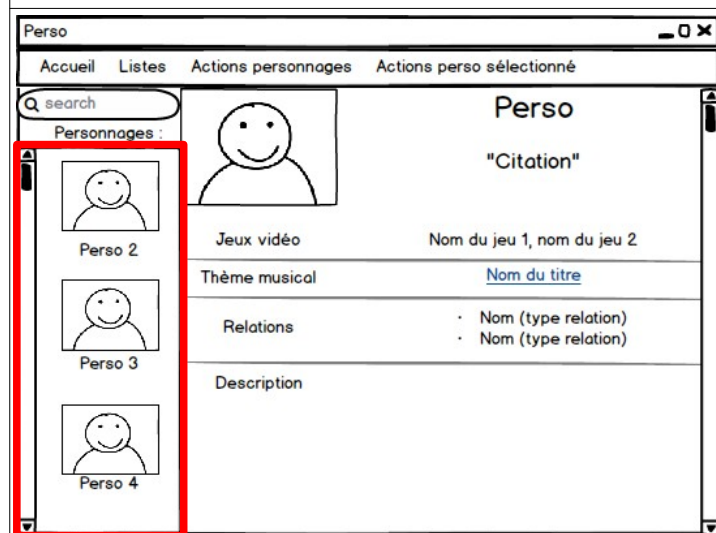 Perso
Accueil Listes Actions personnages Actions perso sélectionné
search
Personnages :
Perso 2
Perso 3
Perso 4
Perso
"Citation"
Jeux vidéo Nom du jeu 1, nom du jeu 2
Thème musical Nom du titre
Relations · Nom (type relation)
· Nom (type relation)
Description